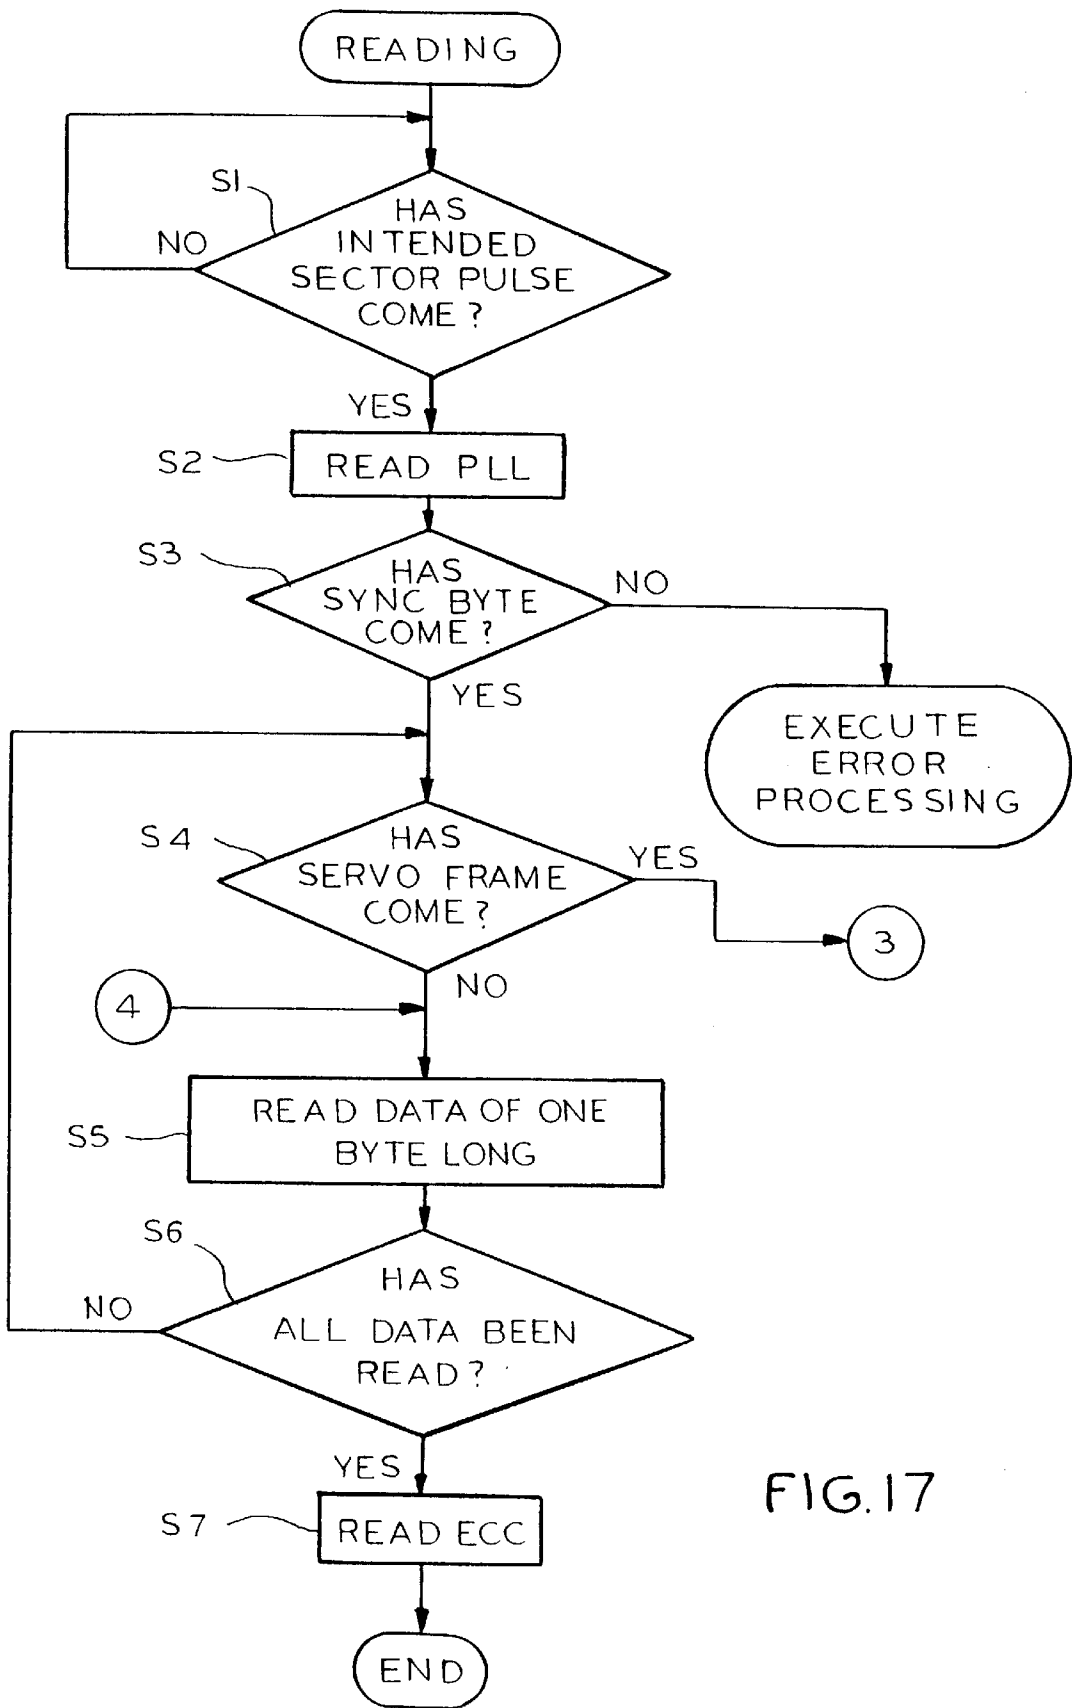 READING
S1
HAS
INTENDED
SECTOR PULSE
COME?
NO
YES
S2
READ PLL
S3
HAS
SYNC BYTE
COME?
NO
YES
EXECUTE
ERROR
PROCESSING
S4
HAS
SERVO FRAME
COME?
YES
3
NO
4
S5
READ DATA OF ONE
BYTE LONG
S6
HAS
ALL DATA BEEN
READ?
NO
YES
S7
READ ECC
END
FIG.17